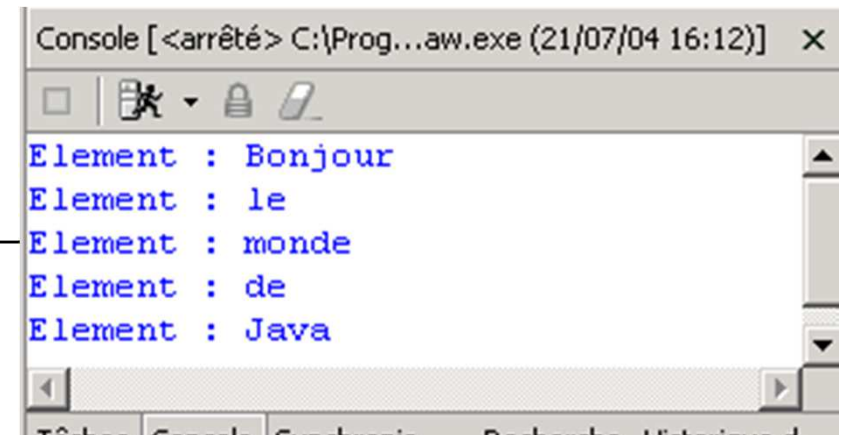 Console [<arrêté> C:\Prog...aw.exe (21/07/04 16:12)]
Element : Bonjour
Element : le
Element : monde
Element : de
Element : Java
Console